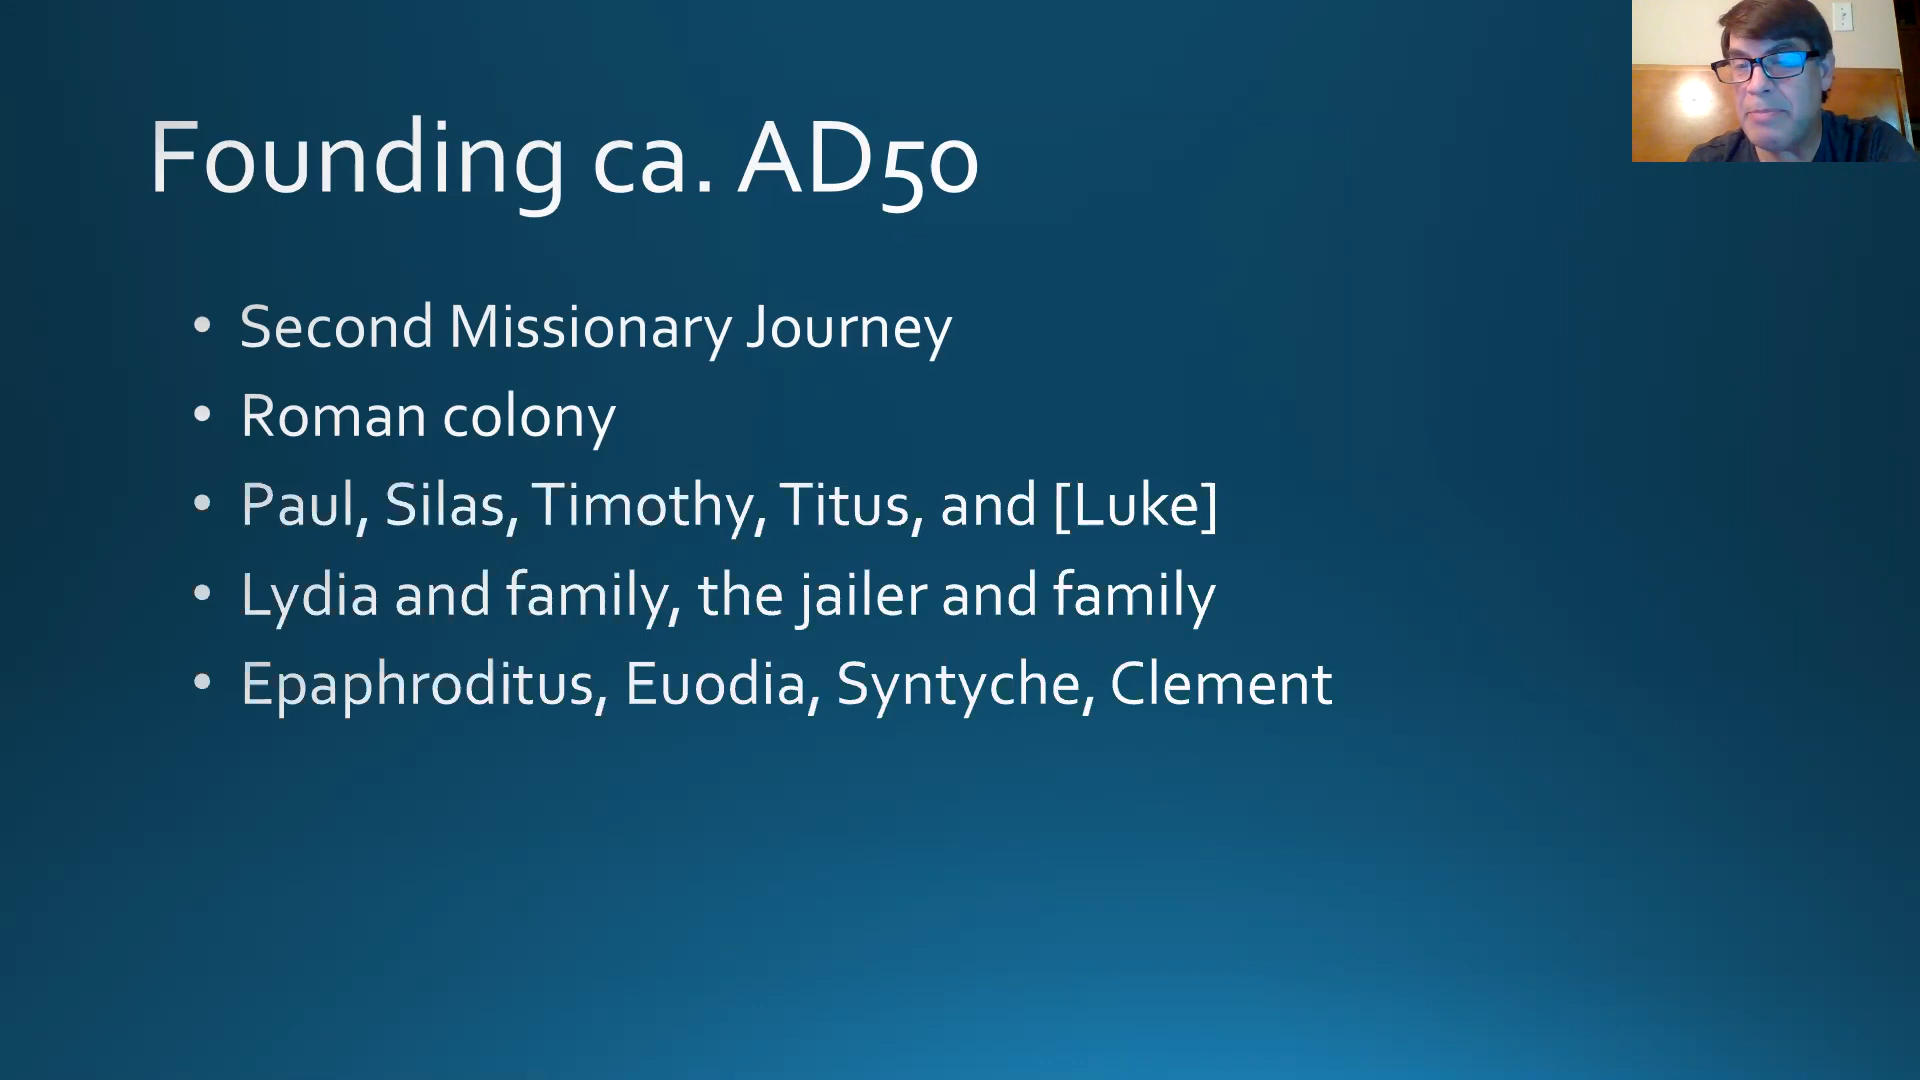 Founding ca. AD50
• Second Missionary Journey
• Roman colony
• Paul, Silas, Timothy, Titus, and [Luke]
• Lydia and family, the jailer and family
• Epaphroditus, Euodia, Syntyche, Clement